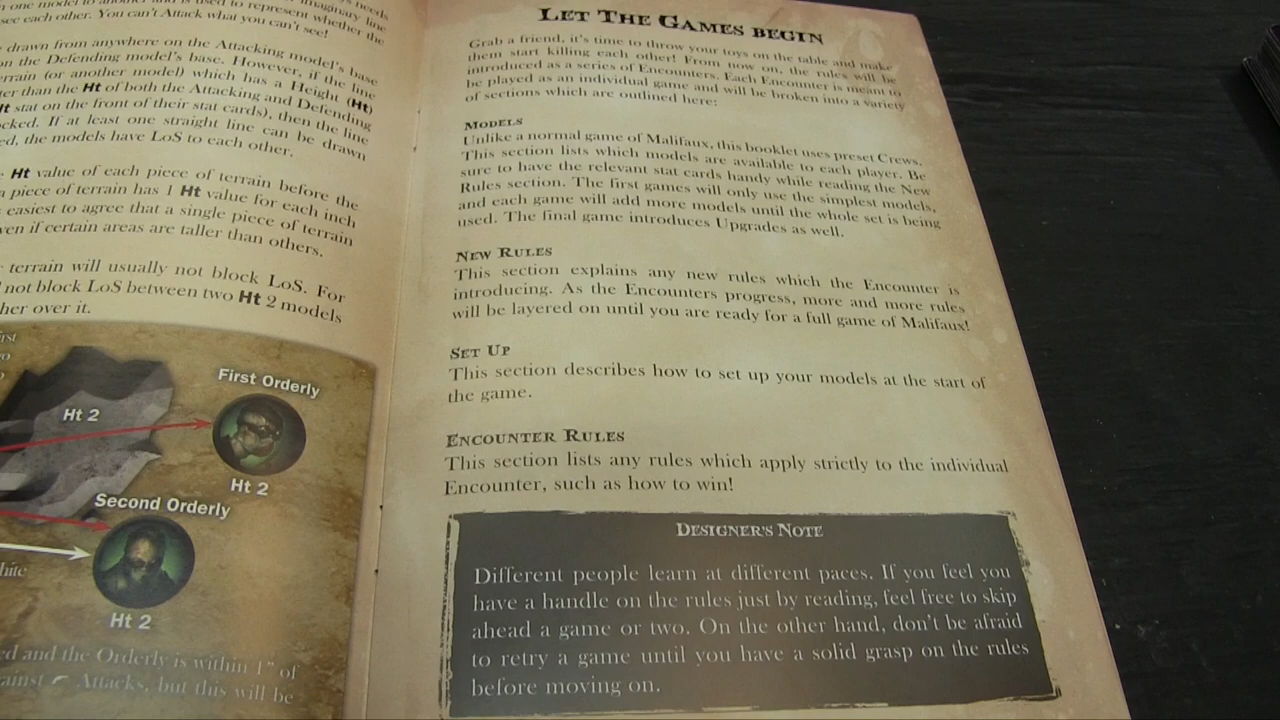 one model to another and is used to represent whether the
see each other. You can't Attack what you can't see!
drawn from anywhere on the Attacking model's base
on the Defending model's base. However, if the line
terrain (or another model) which has a Height (Ht)
than the Ht of both the Attacking and Defending
stat on the front of their stat cards), then the line
If at least one straight line can be drawn
the models have LoS to each other.
Ht value of each piece of terrain before the
a piece of terrain has 1 Ht value for each inch
easiest to agree that a single piece of terrain
even if certain areas are taller than others.
terrain will usually not block LoS. For
not block LoS between two Ht 2 models
over it.
First Orderly
Ht 2
Ht 2
Second Orderly
Ht 2
and the Orderly is within 1" of
Attacks, but this will be
LET THE GAMES BEGIN
Grab a friend, it's time to throw your toys on the table and make
them start killing each other! From now on, the rules will be
introduced as a series of Encounters. Each Encounter is meant to
be played as an individual game and will be broken into a variety
of sections which are outlined here:
MODELS
Unlike a normal game of Malifaux, this booklet uses preset Crews.
This section lists which models are available to each player. Be
sure to have the relevant stat cards handy while reading the New
Rules section. The first games will only use the simplest models,
and each game will add more models until the whole set is being
used. The final game introduces Upgrades as well.
NEW RULES
This section explains any new rules which the Encounter is
introducing. As the Encounters progress, more and more rules
will be layered on until you are ready for a full game of Malifaux!
SET UP
This section describes how to set up your models at the start of
the game.
ENCOUNTER RULES
This section lists any rules which apply strictly to the individual
Encounter, such as how to win!
DESIGNER'S NOTE
Different people learn at different paces. If you feel you
have a handle on the rules just by reading, feel free to skip
ahead a game or two. On the other hand, don't be afraid
to retry a game until you have a solid grasp on the rules
before moving on.